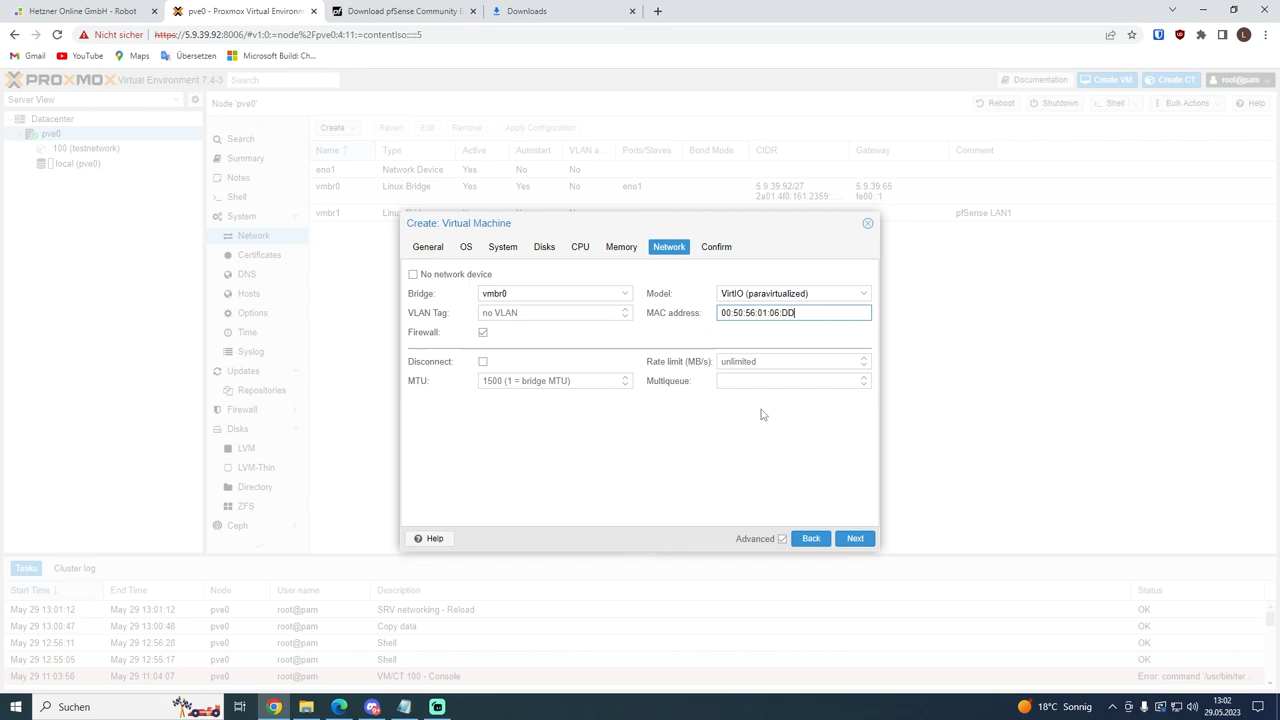 Hetzner Online GmbH - Robot
pve0 - Proxmox Virtual Environm
Download pfSense Community E
Downloads
Nicht sicher
https://5.9.39.92:8006/#v1:0:=node%2Fpve0:4:11:=contentIso:::::5
L
Gmail
YouTube
Maps
Übersetzen
Microsoft Build: Ch...
PROXMOX Virtual Environment 7.4-3
Search
Documentation
Create VM
Create CT
root@pam
Server View
Node 'pve0'
Reboot
Shutdown
Shell
Bulk Actions
Help
Datacenter
pve0
100 (testnetwork)
local (pve0)
Search
Summary
Notes
Shell
System
Network
Certificates
DNS
Hosts
Options
Time
Syslog
Updates
Repositories
Firewall
Disks
LVM
LVM-Thin
Directory
ZFS
Ceph
Create
Revert
Edit
Remove
Apply Configuration
Name
Type
Active
Autostart
VLAN a...
Ports/Slaves
Bond Mode
CIDR
Gateway
Comment
eno1 Network Device Yes No No
vmbr0 Linux Bridge Yes Yes No eno1 5.9.39.92/27 5.9.39.65
2a01:4f8:161:2359::... fe80::1
vmbr1 pfSense LAN1
Create: Virtual Machine
General
OS
System
Disks
CPU
Memory
Network
Confirm
No network device
Bridge: vmbr0
Model: VirtIO (paravirtualized)
VLAN Tag: no VLAN
MAC address: 00:50:56:01:06:DD
Firewall:
Disconnect:
Rate limit (MB/s): unlimited
MTU: 1500 (1 = bridge MTU)
Multiqueue:
Help
Advanced
Back
Next
Tasks
Cluster log
Start Time End Time Node User name Description Status
May 29 13:01:12 May 29 13:01:12 pve0 root@pam SRV networking - Reload OK
May 29 13:00:47 May 29 13:00:48 pve0 root@pam Copy data OK
May 29 12:56:11 May 29 12:56:28 pve0 root@pam Shell OK
May 29 12:55:05 May 29 12:55:17 pve0 root@pam Shell OK
May 29 11:03:56 May 29 11:04:07 pve0 root@pam VM/CT 100 - Console Error: command '/usr/bin/ter...
Suchen
18°C Sonnig
13:02
29.05.2023